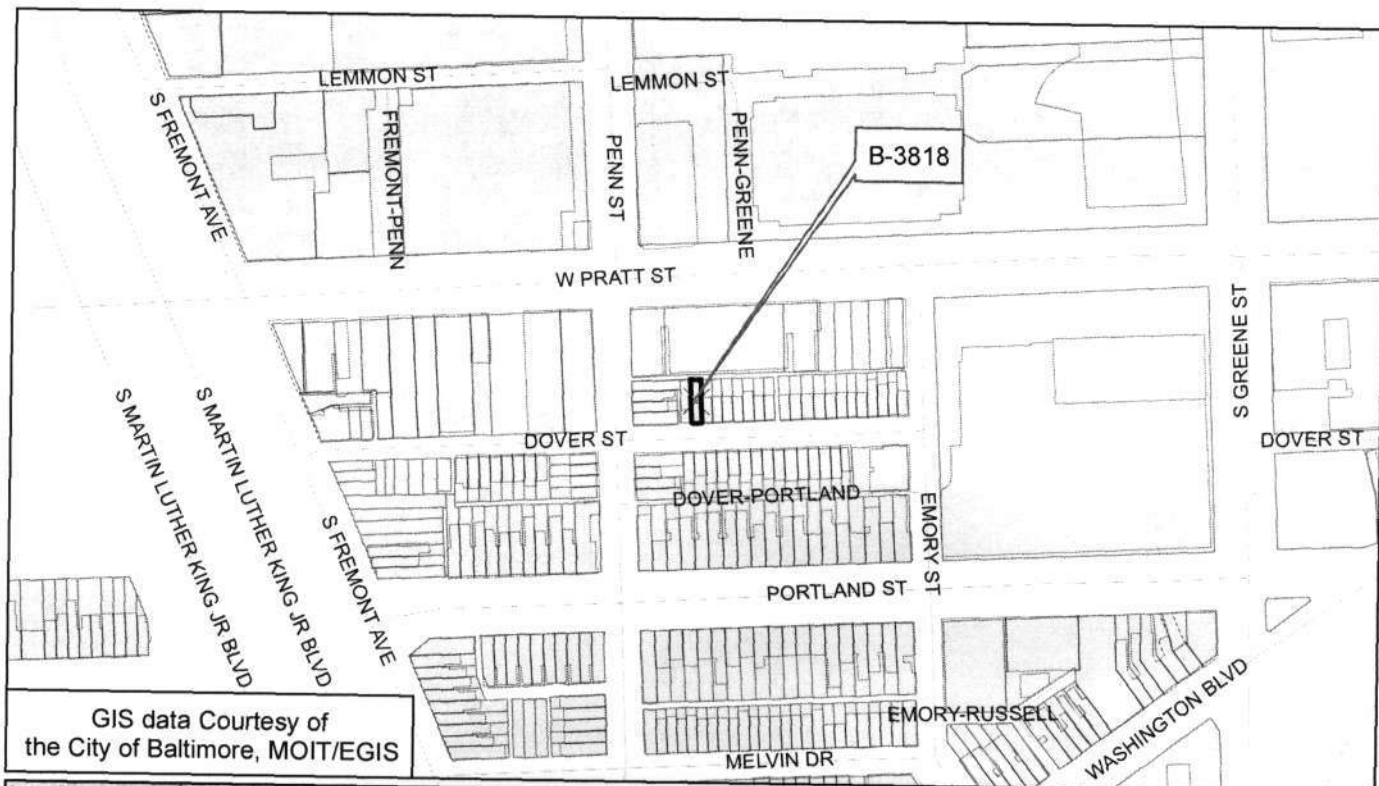 LEMMON ST
LEMMON ST
S FREMONT AVE
FREMONT-PENN
PENN ST
PENN-GREENE
B-3818
W PRATT ST
S GREENE ST
S MARTIN LUTHER KING JR BLVD
S MARTIN LUTHER KING JR BLVD
DOVER ST
DOVER ST
S FREMONT AVE
DOVER-PORTLAND
EMORY ST
PORTLAND ST
GIS data Courtesy of
the City of Baltimore, MOIT/EGIS
EMORY-RUSSELL
WASHINGTON BLVD
MELVIN DR